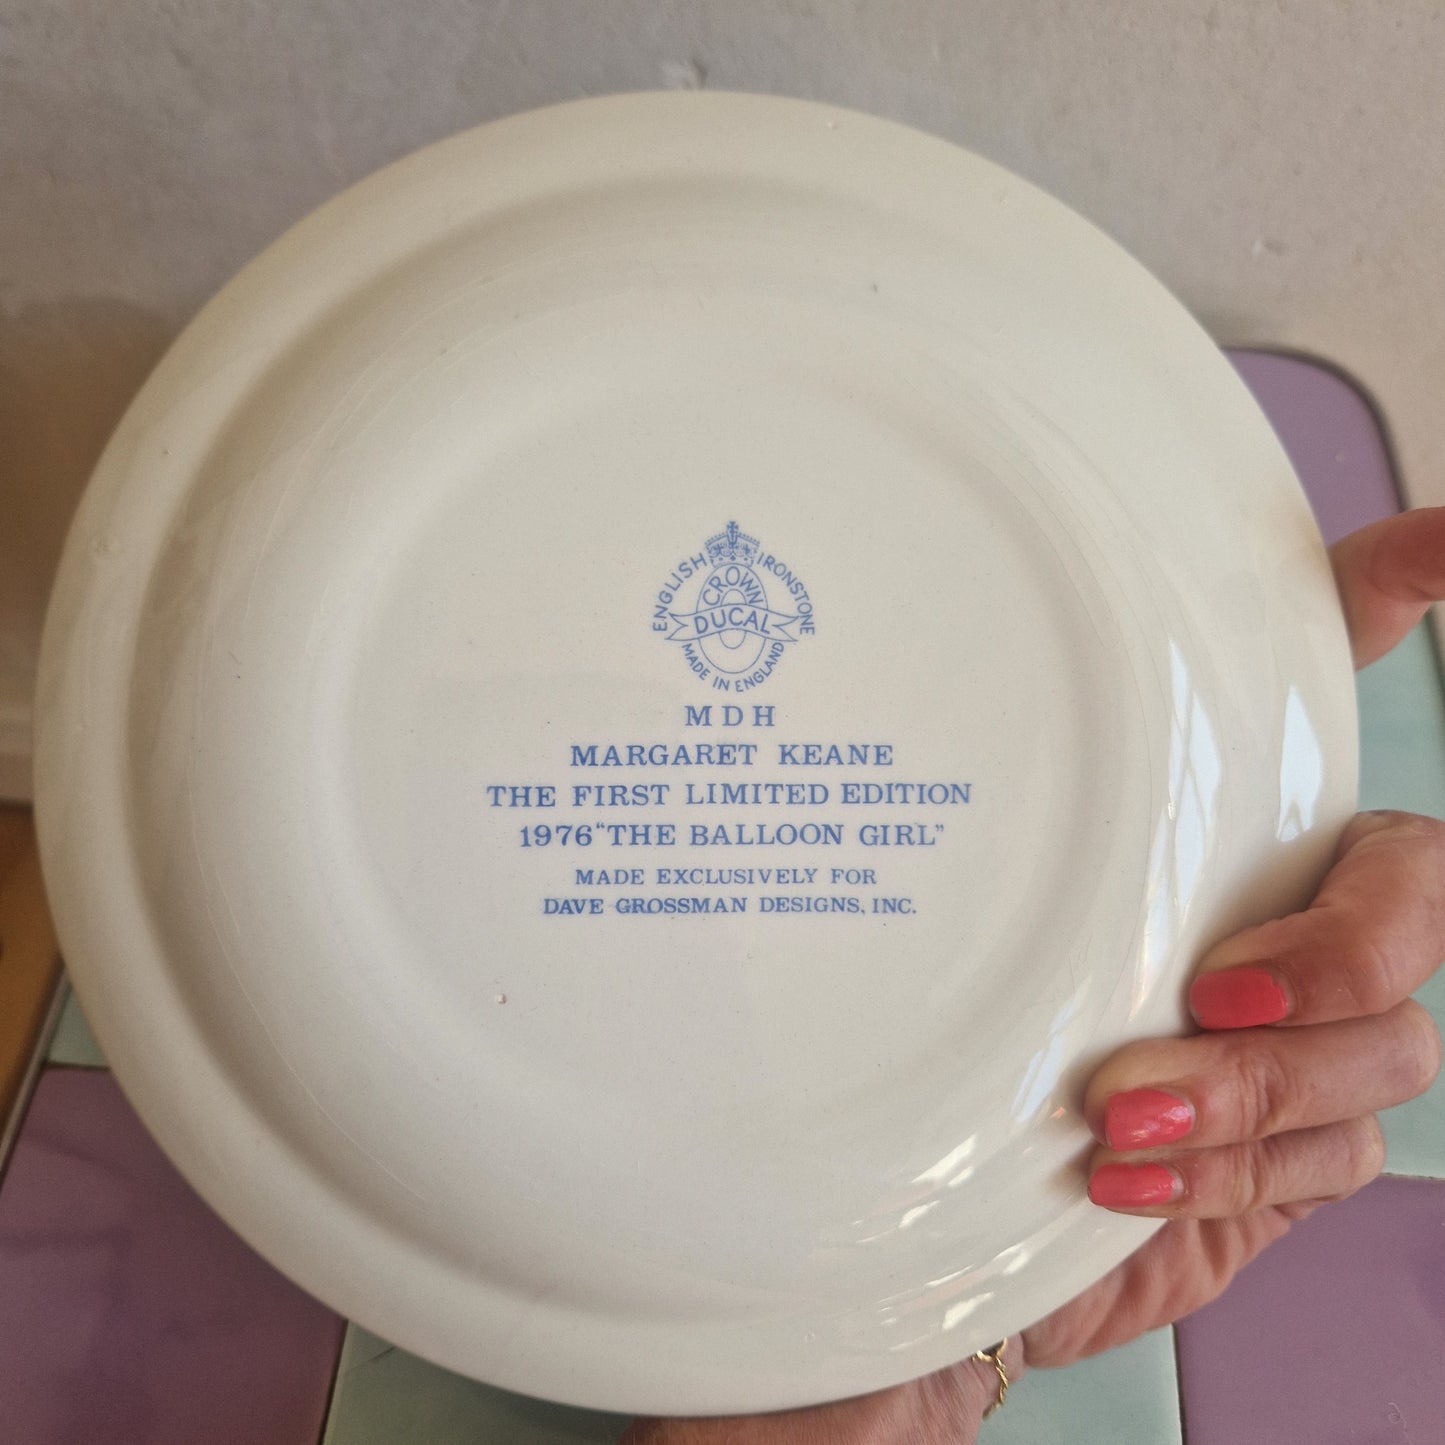 ENGLISH IRONSTONE
CROWN
DUCAL
MADE IN ENGLAND
M D H
MARGARET KEANE
THE FIRST LIMITED EDITION
1976 “THE BALLOON GIRL”
MADE EXCLUSIVELY FOR
DAVE GROSSMAN DESIGNS, INC.